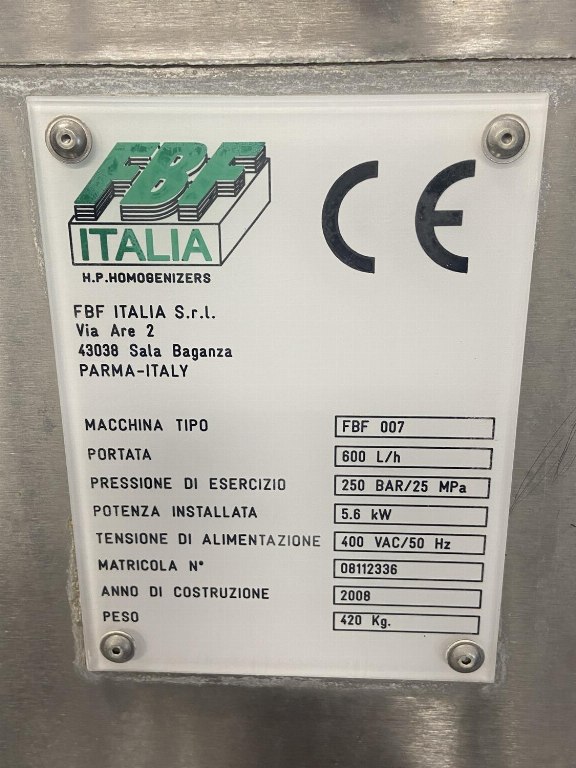 FBF
ITALIA
H.P.HOMOGENIZERS
CE
FBF ITALIA S.r.l.
Via Are 2
43038 Sala Baganza
PARMA-ITALY
MACCHINA TIPO FBF 007
PORTATA 600 L/h
PRESSIONE DI ESERCIZIO 250 BAR/25 MPa
POTENZA INSTALLATA 5.6 kW
TENSIONE DI ALIMENTAZIONE 400 VAC/50 Hz
MATRICOLA N° 08112336
ANNO DI COSTRUZIONE 2008
PESO 420 Kg.